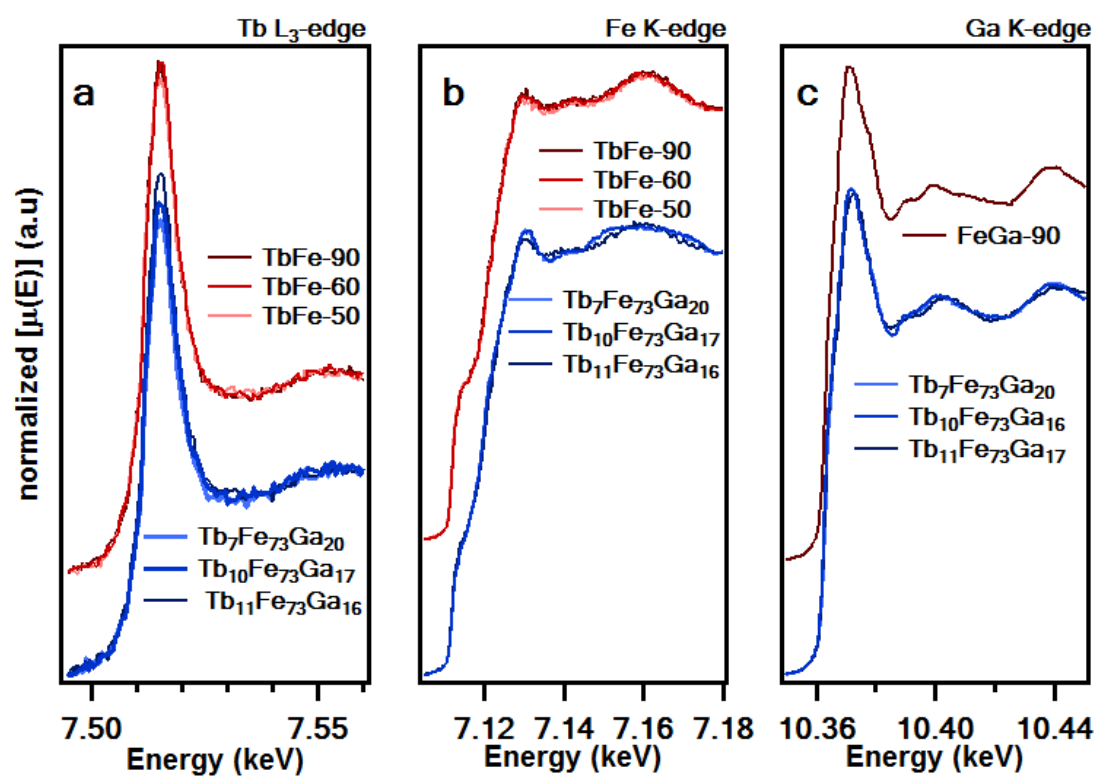 Tb L₃-edge
Fe K-edge
Ga K-edge
normalized [μ(E)] (a.u)
a
TbFe-90
TbFe-60
TbFe-50
Tb₇Fe₇₃Ga₂₀
Tb₁₀Fe₇₃Ga₁₇
Tb₁₁Fe₇₃Ga₁₆
7.50
7.55
Energy (keV)
b
TbFe-90
TbFe-60
TbFe-50
Tb₇Fe₇₃Ga₂₀
Tb₁₀Fe₇₃Ga₁₇
Tb₁₁Fe₇₃Ga₁₆
7.12
7.14
7.16
7.18
Energy (keV)
c
FeGa-90
Tb₇Fe₇₃Ga₂₀
Tb₁₀Fe₇₃Ga₁₆
Tb₁₁Fe₇₃Ga₁₇
10.36
10.40
10.44
Energy (keV)